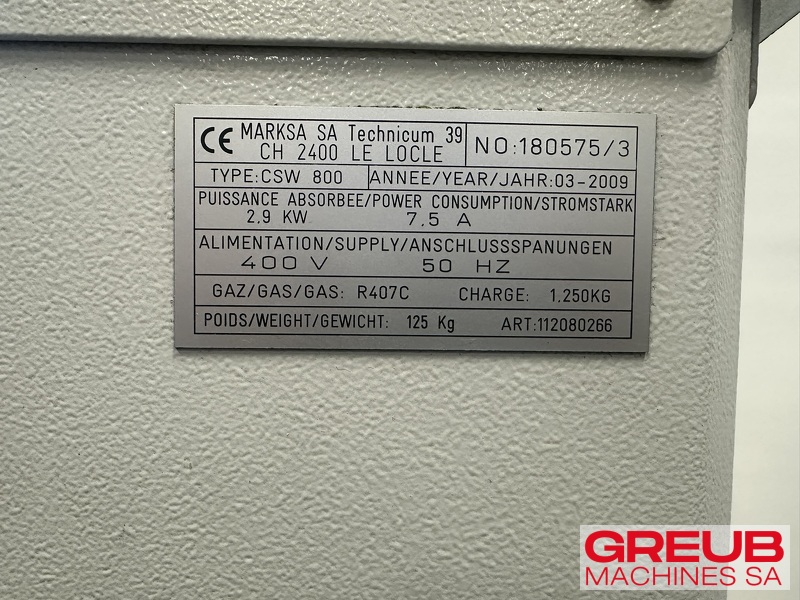 CE MARKSA SA Technicum 39
CH 2400 LE LOCLE
NO:180575/3
TYPE:CSW 800 ANNEE/YEAR/JAHR:03-2009
PUISSANCE ABSORBEE/POWER CONSUMPTION/STROMSTARK
2,9 KW 7,5 A
ALIMENTATION/SUPPLY/ANSCHLUSSSPANUNGEN
400 V 50 HZ
GAZ/GAS/GAS: R407C CHARGE: 1,250KG
POIDS/WEIGHT/GEWICHT: 125 Kg ART:112080266
GREUB
MACHINES SA